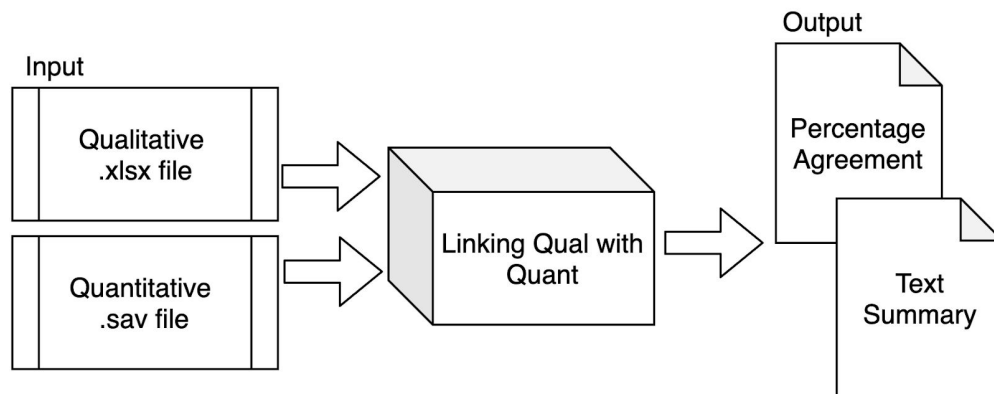 Input
Qualitative
.xlsx file
Quantitative
.sav file
Linking Qual with
Quant
Output
Percentage
Agreement
Text
Summary